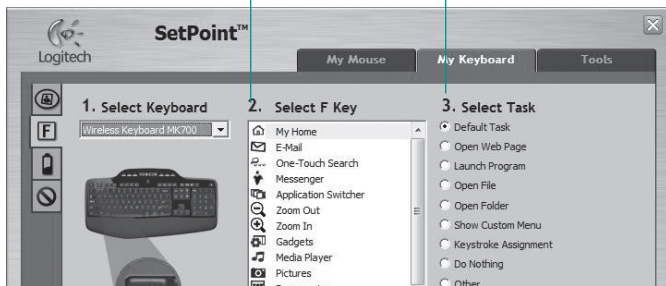 SetPoint™
Logitech
My Mouse
My Keyboard
Tools
1. Select Keyboard
Wireless Keyboard MK700
2. Select F Key
My Home
E-Mail
One-Touch Search
Messenger
Application Switcher
Zoom Out
Zoom In
Gadgets
Media Player
Pictures
3. Select Task
Default Task
Open Web Page
Launch Program
Open File
Open Folder
Show Custom Menu
Keystroke Assignment
Do Nothing
Other